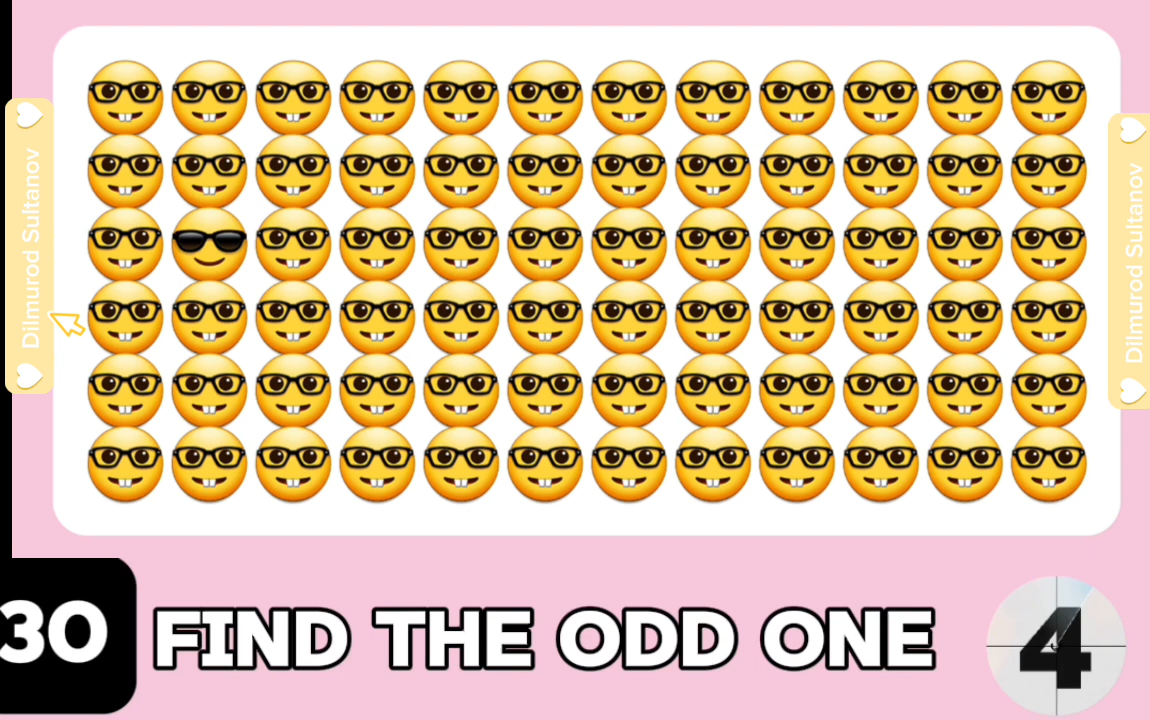 Dilmurod Sultanov
Dilmurod Sultanov
30
FIND THE ODD ONE
4